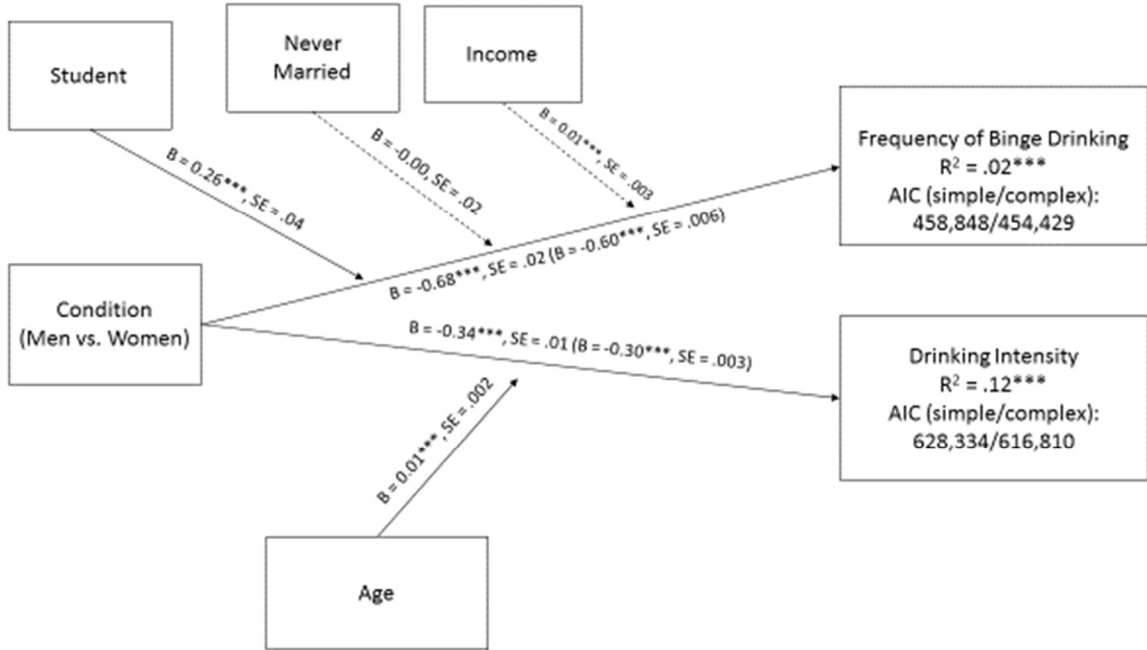 Student
Never
Married
Income
B = 0.26***, SE = .04
B = -0.00, SE = .02
B = 0.01***, SE = .003
Frequency of Binge Drinking
R² = .02***
AIC (simple/complex):
458,848/454,429
B = -0.68***, SE = .02 (B = -0.60***, SE = .006)
Condition
(Men vs. Women)
B = -0.34***, SE = .01 (B = -0.30***, SE = .003)
Drinking Intensity
R² = .12***
AIC (simple/complex):
628,334/616,810
B = 0.01***, SE = .002
Age